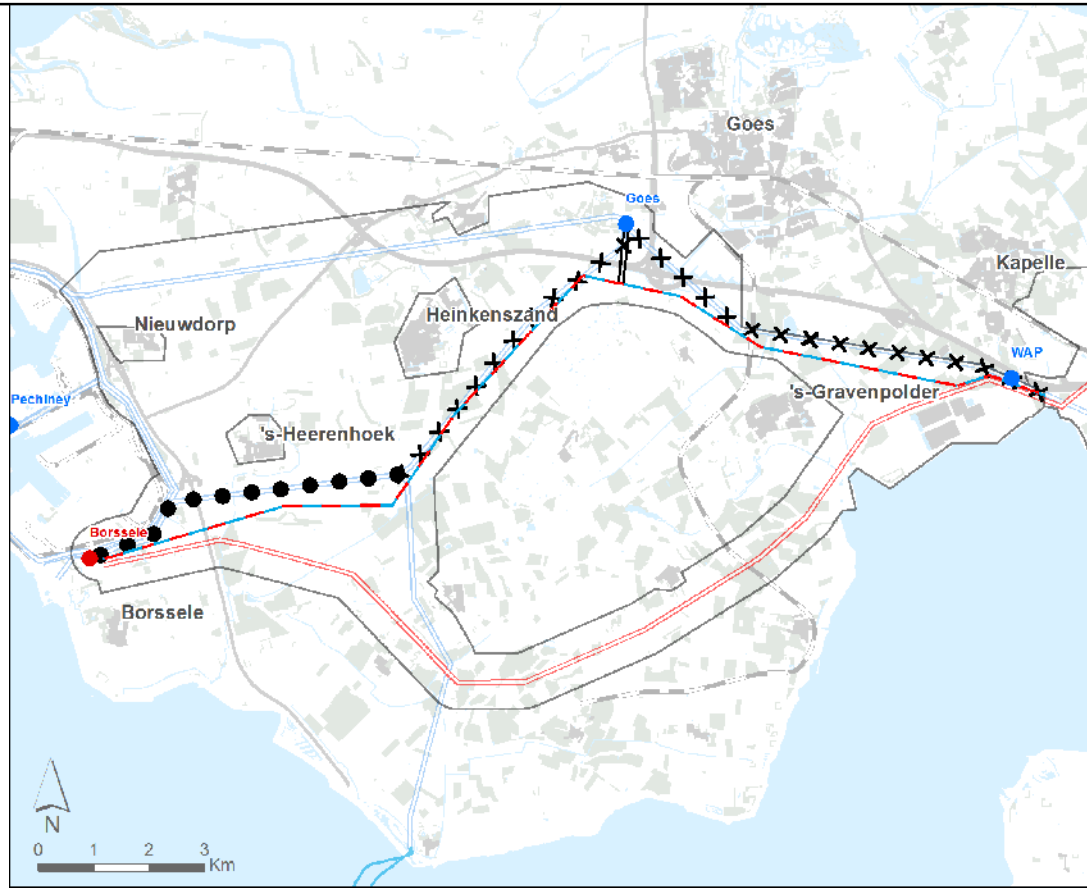 Goes
Goes
Kapelle
Nieuwdorp
Heinkenszand
WAP
's-Gravenpolder
Pechiney
's-Heerenhoek
Borssele
Borssele
N
0 1 2 3
Km